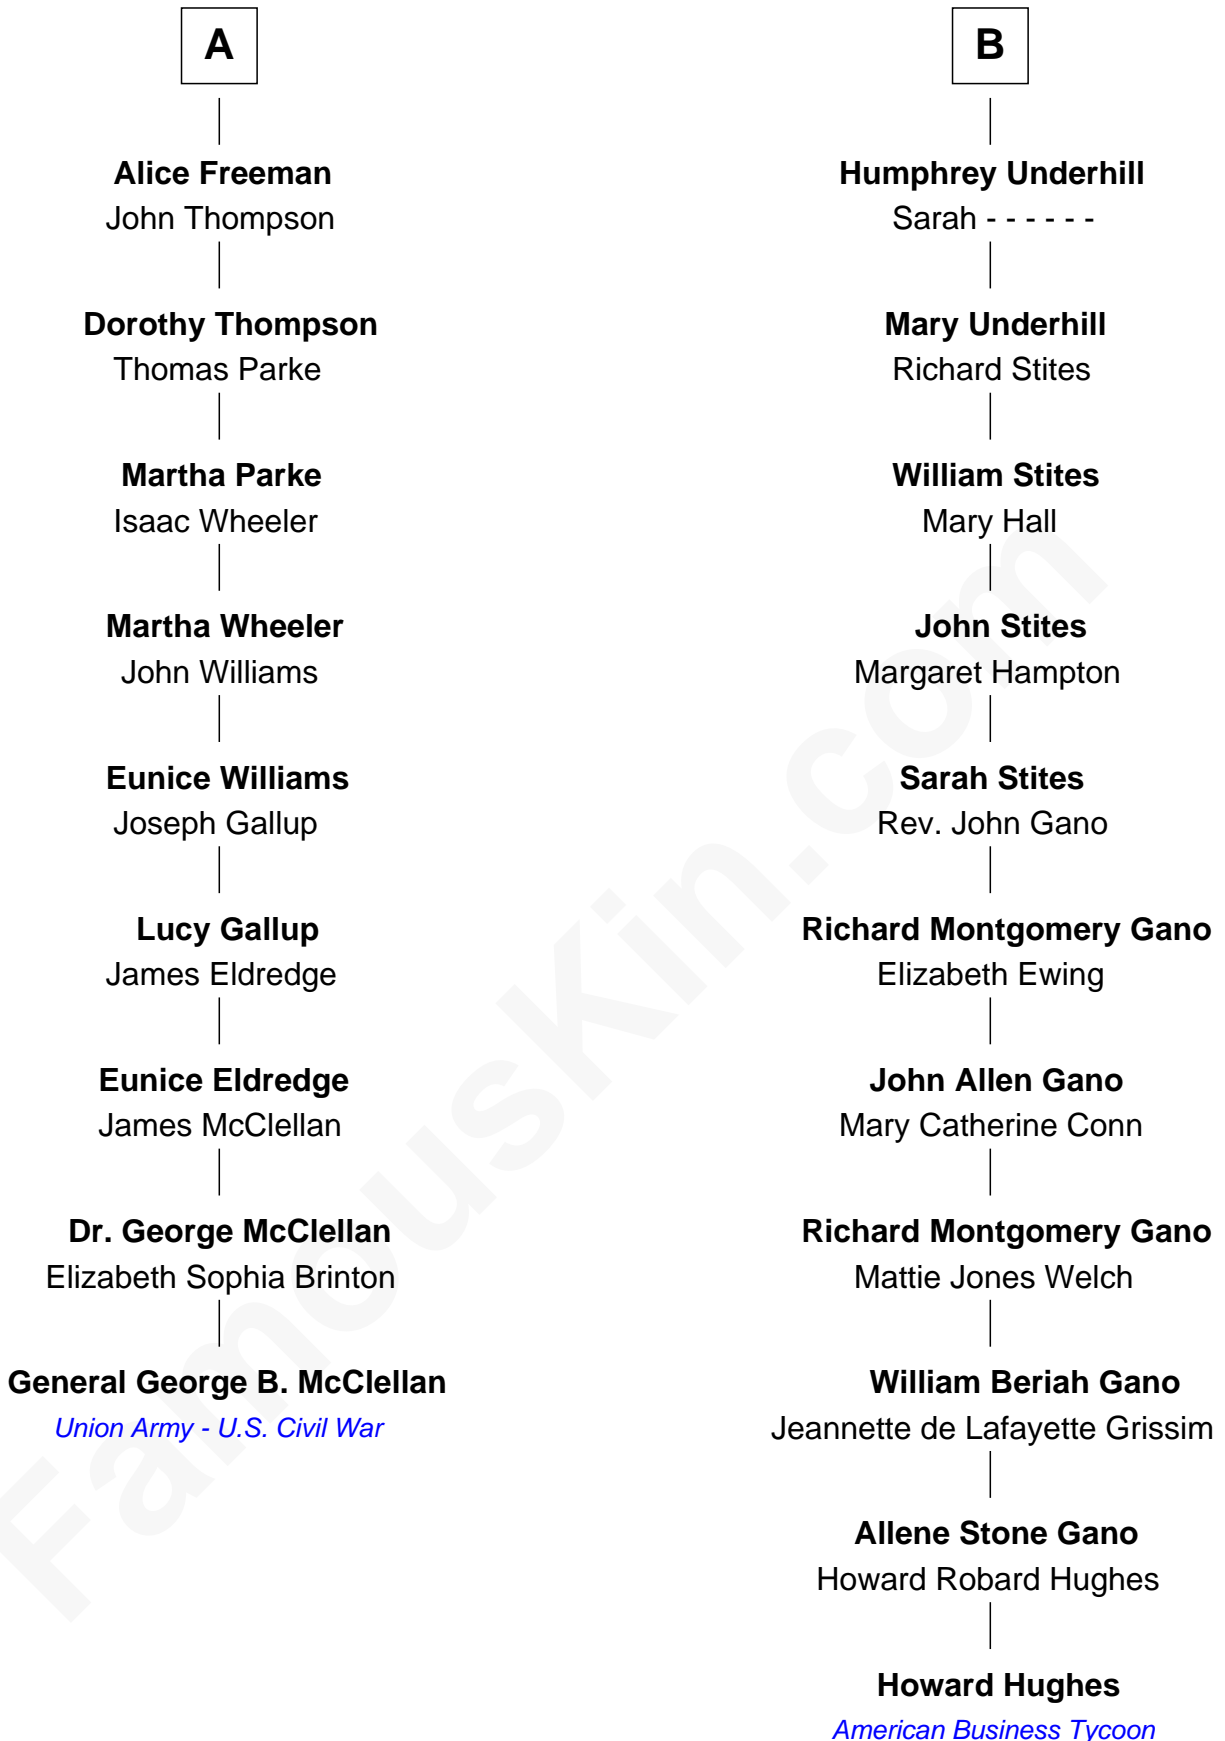 A
Alice Freeman
John Thompson
Dorothy Thompson
Thomas Parke
Martha Parke
Isaac Wheeler
Martha Wheeler
John Williams
Eunice Williams
Joseph Gallup
Lucy Gallup
James Eldredge
Eunice Eldredge
James McClellan
Dr. George McClellan
Elizabeth Sophia Brinton
General George B. McClellan
Union Army - U.S. Civil War
B
Humphrey Underhill
Sarah - - - - - -
Mary Underhill
Richard Stites
William Stites
Mary Hall
John Stites
Margaret Hampton
Sarah Stites
Rev. John Gano
Richard Montgomery Gano
Elizabeth Ewing
John Allen Gano
Mary Catherine Conn
Richard Montgomery Gano
Mattie Jones Welch
William Beriah Gano
Jeannette de Lafayette Grissim
Allene Stone Gano
Howard Robard Hughes
Howard Hughes
American Business Tycoon
FamousKin.com